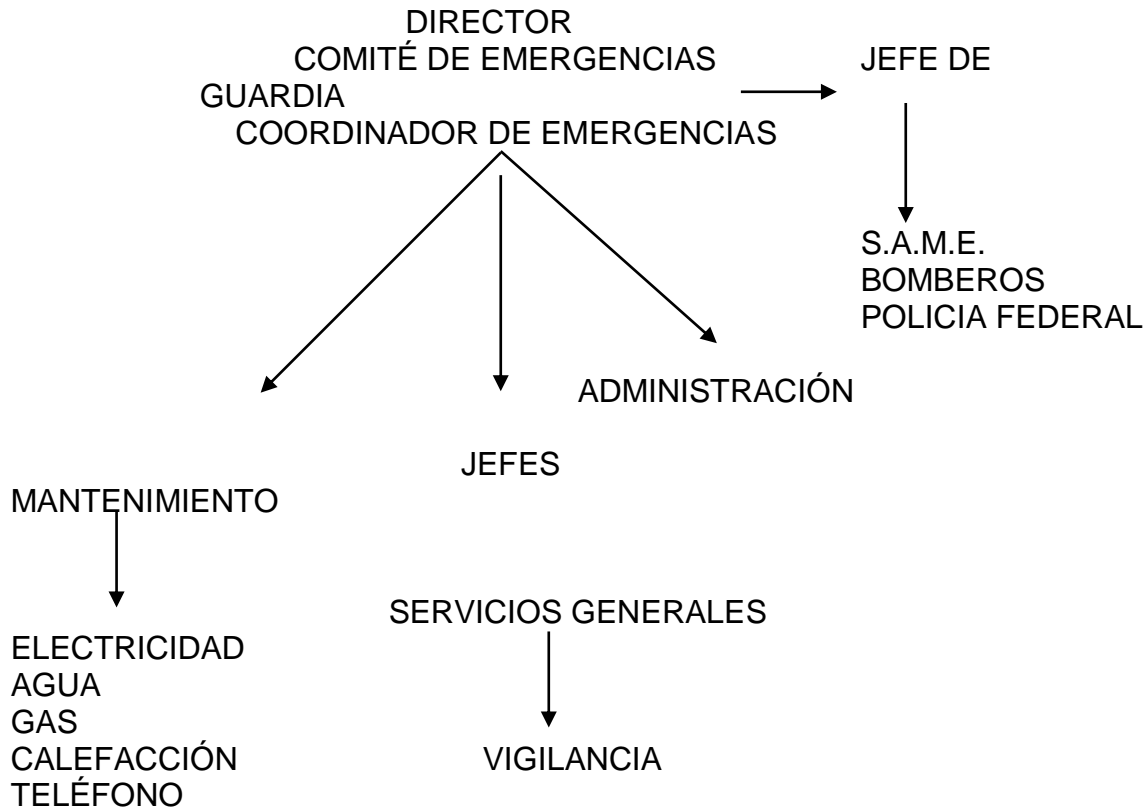 DIRECTOR
COMITÉ DE EMERGENCIAS JEFE DE
GUARDIA
COORDINADOR DE EMERGENCIAS
S.A.M.E.
BOMBEROS
POLICIA FEDERAL
ADMINISTRACIÓN
JEFES
MANTENIMIENTO
SERVICIOS GENERALES
ELECTRICIDAD
AGUA
GAS
CALEFACCIÓN VIGILANCIA
TELÉFONO